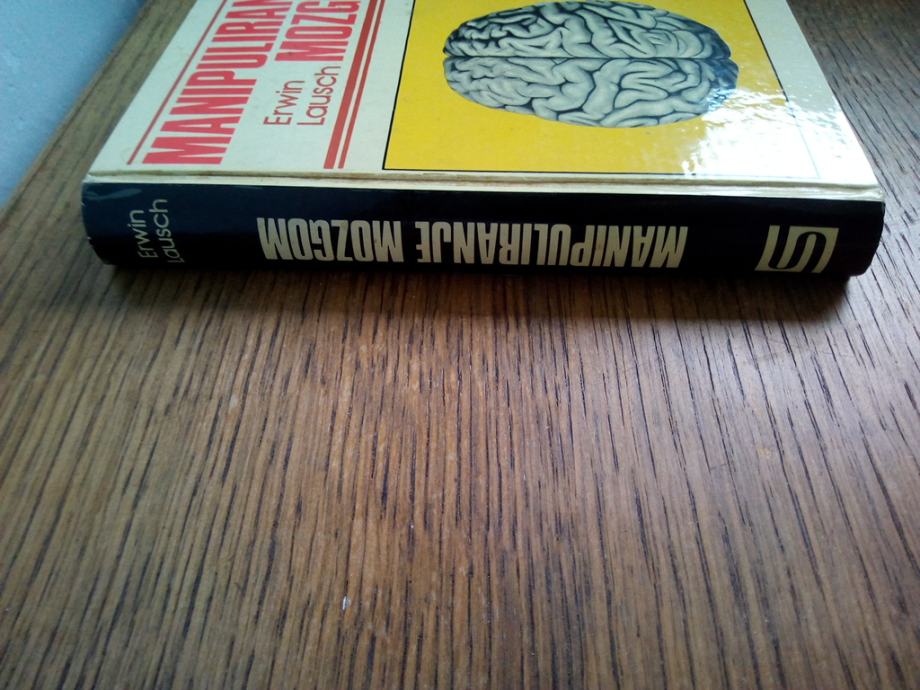 MANIPULIRAN
MOZG
Erwin
Lausch
Erwin
Lausch
MANIPULIRANJE MOZGOM